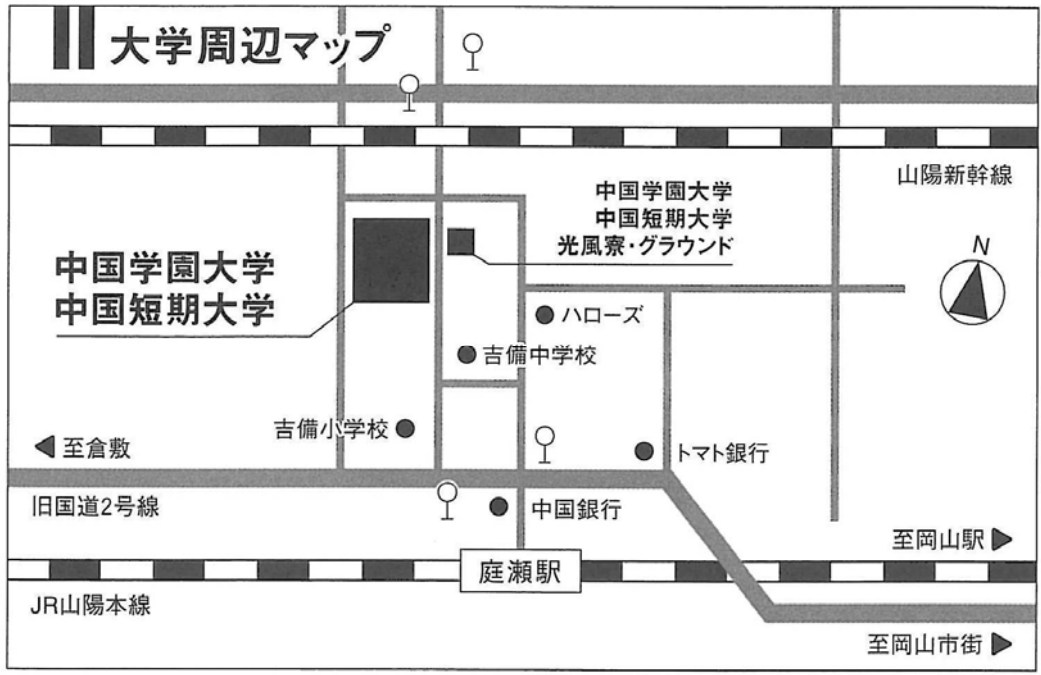 大学周辺マップ
山陽新幹線
中国学園大学
中国短期大学
光風寮・グラウンド
N
中国学園大学
中国短期大学
ハローズ
吉備中学校
吉備小学校
至倉敷
トマト銀行
旧国道2号線
中国銀行
至岡山駅
庭瀬駅
JR山陽本線
至岡山市街